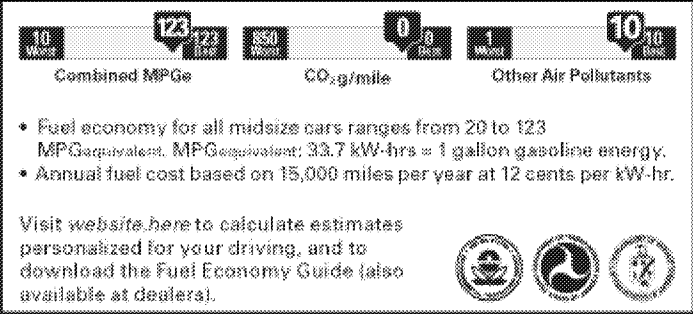 123
10 Worst
123 Best
Combined MPGe
0
850 Worst
0 Best
CO₂g/mile
10
1 Worst
10 Best
Other Air Pollutants
• Fuel economy for all midsize cars ranges from 20 to 123
MPGequivalent. MPGequivalent: 33.7 kW-hrs = 1 gallon gasoline energy.
• Annual fuel cost based on 15,000 miles per year at 12 cents per kW-hr.
Visit website.here to calculate estimates
personalized for your driving, and to
download the Fuel Economy Guide (also
available at dealers).